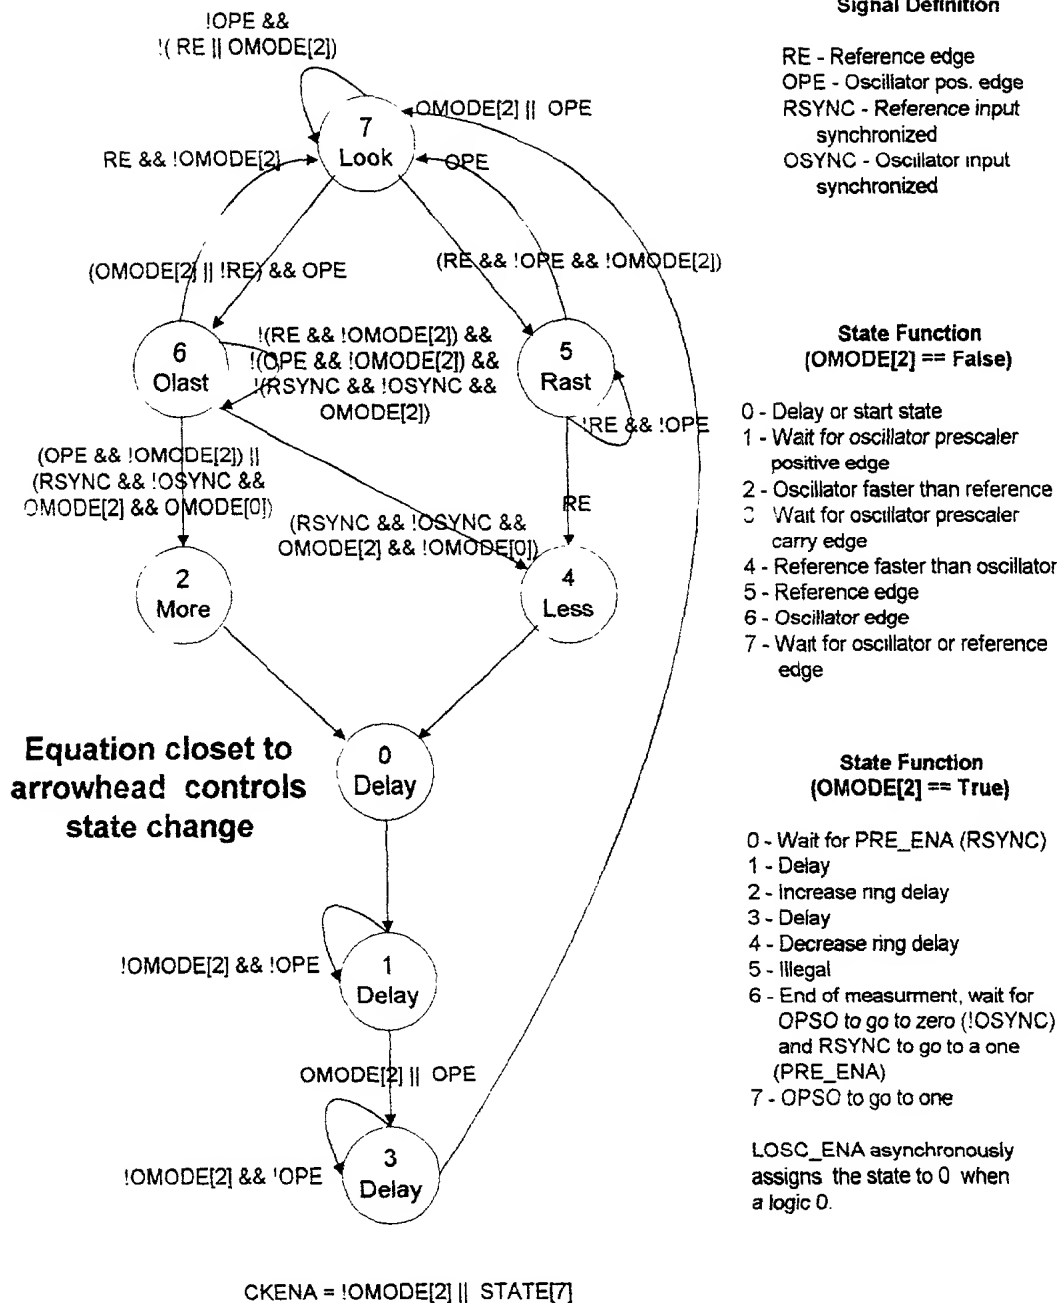 !OPE &&
!( RE || OMODE[2])
OMODE[2] || OPE
7
Look
RE && !OMODE[2]
OPE
(OMODE[2] || !RE) && OPE
(RE && !OPE && !OMODE[2])
6
Olast
!(RE && !OMODE[2]) &&
!(OPE && !OMODE[2]) &&
!(RSYNC && !OSYNC &&
OMODE[2])
5
Rast
!RE && !OPE
(OPE && !OMODE[2]) ||
(RSYNC && !OSYNC &&
OMODE[2] && OMODE[0])
(RSYNC && !OSYNC &&
OMODE[2] && !OMODE[0])
RE
2
More
4
Less
Equation closet to
arrowhead controls
state change
0
Delay
!OMODE[2] && !OPE
1
Delay
OMODE[2] || OPE
!OMODE[2] && !OPE
3
Delay
CKENA = !OMODE[2] || STATE[7]
Signal Definition
RE - Reference edge
OPE - Oscillator pos. edge
RSYNC - Reference input
synchronized
OSYNC - Oscillator input
synchronized
State Function
(OMODE[2] == False)
0 - Delay or start state
1 - Wait for oscillator prescaler
positive edge
2 - Oscillator faster than reference
3 Wait for oscillator prescaler
carry edge
4 - Reference faster than oscillator
5 - Reference edge
6 - Oscillator edge
7 - Wait for oscillator or reference
edge
State Function
(OMODE[2] == True)
0 - Wait for PRE_ENA (RSYNC)
1 - Delay
2 - Increase ring delay
3 - Delay
4 - Decrease ring delay
5 - Illegal
6 - End of measurment, wait for
OPSO to go to zero (!OSYNC)
and RSYNC to go to a one
(PRE_ENA)
7 - OPSO to go to one
LOSC_ENA asynchronously
assigns the state to 0 when
a logic 0.